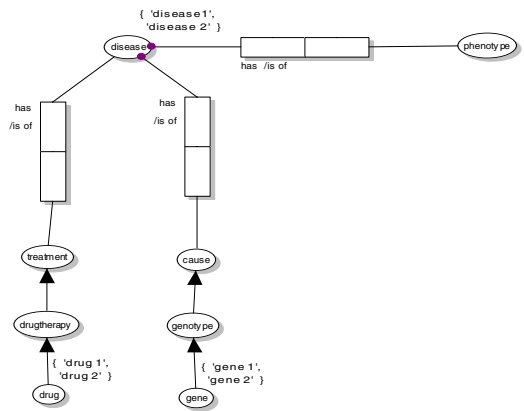 { 'disease1',
'disease 2' }
disease
phenotype
has /is of
has
/is of
has
/is of
treatment
cause
drugtherapy
genotype
{ 'drug 1',
'drug 2' }
{ 'gene 1',
'gene 2' }
drug
gene